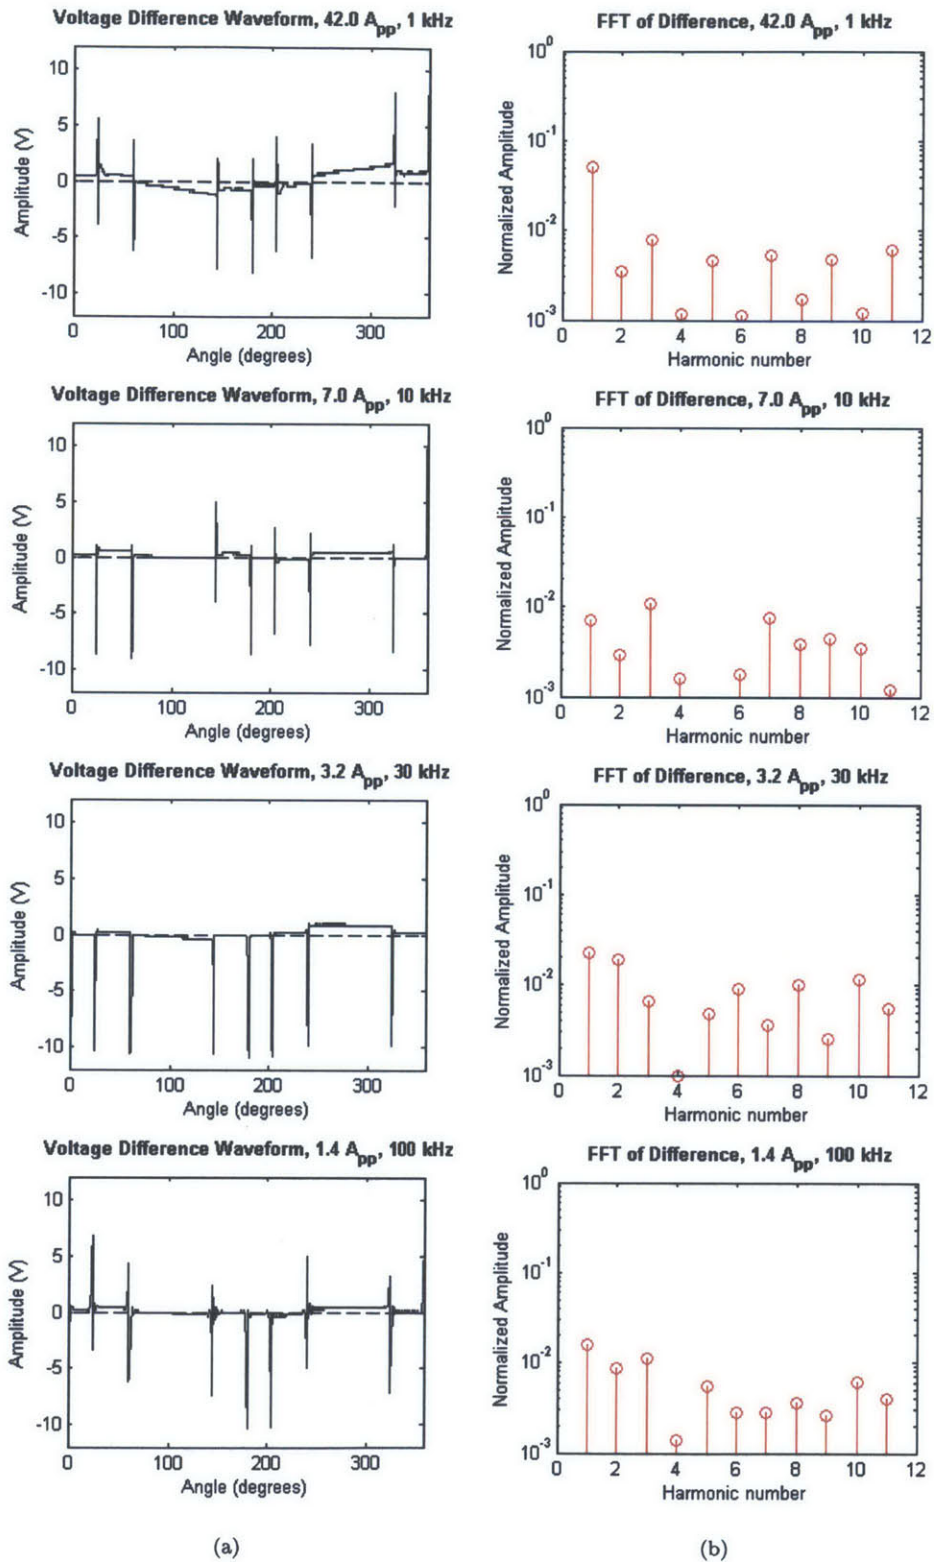 Voltage Difference Waveform, 42.0 App, 1 kHz
10
5
0
-5
-10
Amplitude (V)
0 100 200 300
Angle (degrees)
FFT of Difference, 42.0 App, 1 kHz
10^0
10^-1
10^-2
10^-3
Normalized Amplitude
0 2 4 6 8 10 12
Harmonic number
Voltage Difference Waveform, 7.0 App, 10 kHz
10
5
0
-5
-10
Amplitude (V)
0 100 200 300
Angle (degrees)
FFT of Difference, 7.0 App, 10 kHz
10^0
10^-1
10^-2
10^-3
Normalized Amplitude
0 2 4 6 8 10 12
Harmonic number
Voltage Difference Waveform, 3.2 App, 30 kHz
10
5
0
-5
-10
Amplitude (V)
0 100 200 300
Angle (degrees)
FFT of Difference, 3.2 App, 30 kHz
10^0
10^-1
10^-2
10^-3
Normalized Amplitude
0 2 4 6 8 10 12
Harmonic number
Voltage Difference Waveform, 1.4 App, 100 kHz
10
5
0
-5
-10
Amplitude (V)
0 100 200 300
Angle (degrees)
FFT of Difference, 1.4 App, 100 kHz
10^0
10^-1
10^-2
10^-3
Normalized Amplitude
0 2 4 6 8 10 12
Harmonic number
(a)
(b)